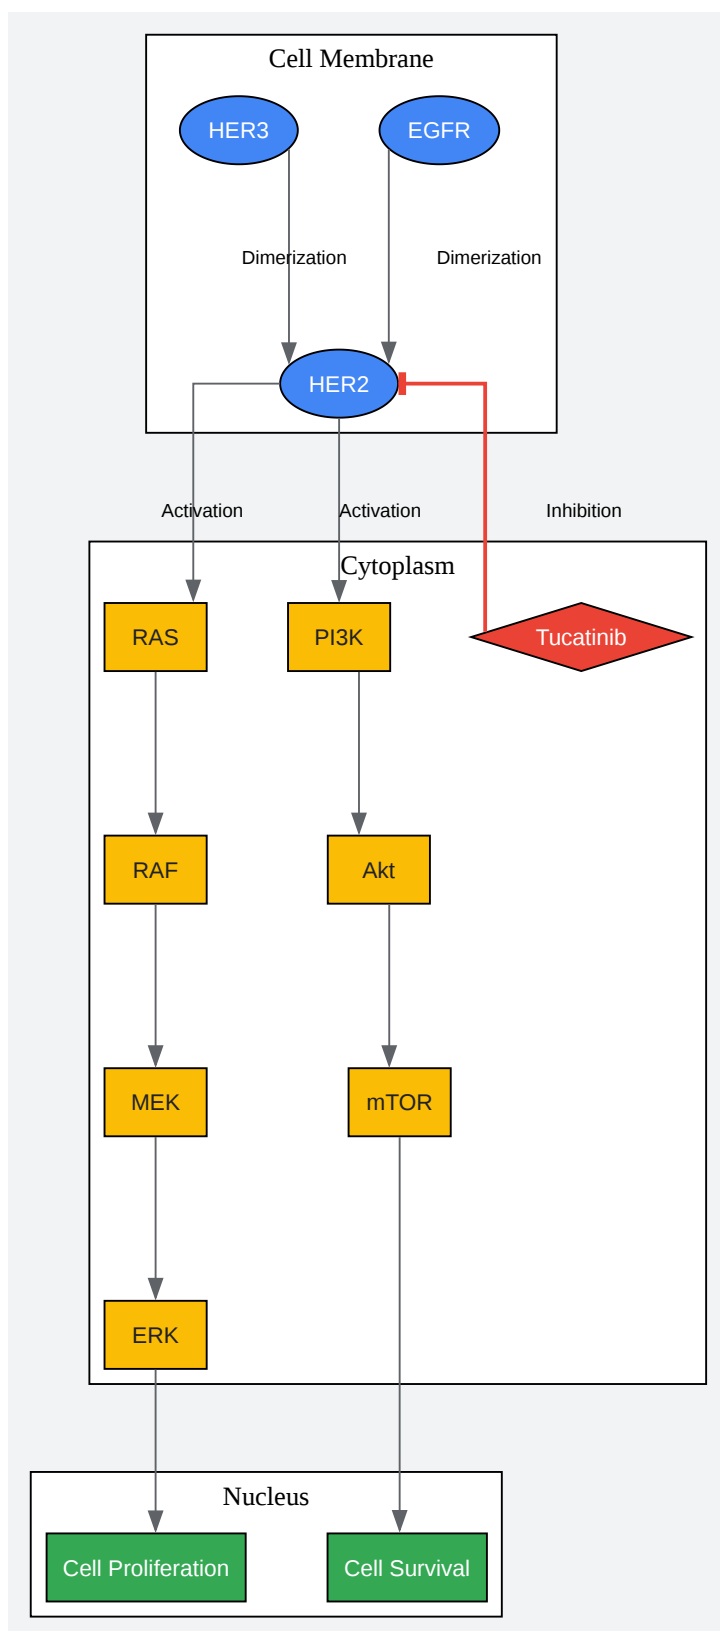 Cell Membrane
HER3
EGFR
Dimerization
Dimerization
HER2
Activation
Activation
Inhibition
Cytoplasm
RAS
PI3K
Tucatinib
RAF
Akt
MEK
mTOR
ERK
Nucleus
Cell Proliferation
Cell Survival